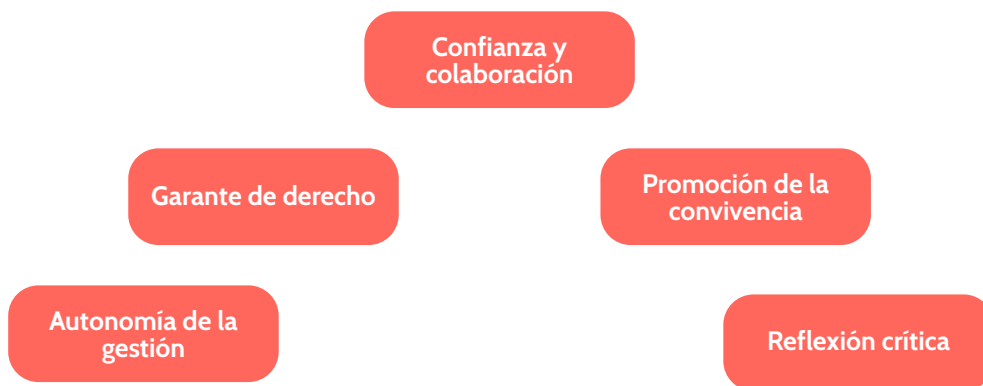 Confianza y
colaboración
Garante de derecho
Promoción de la
convivencia
Autonomía de la
gestión
Reflexión crítica